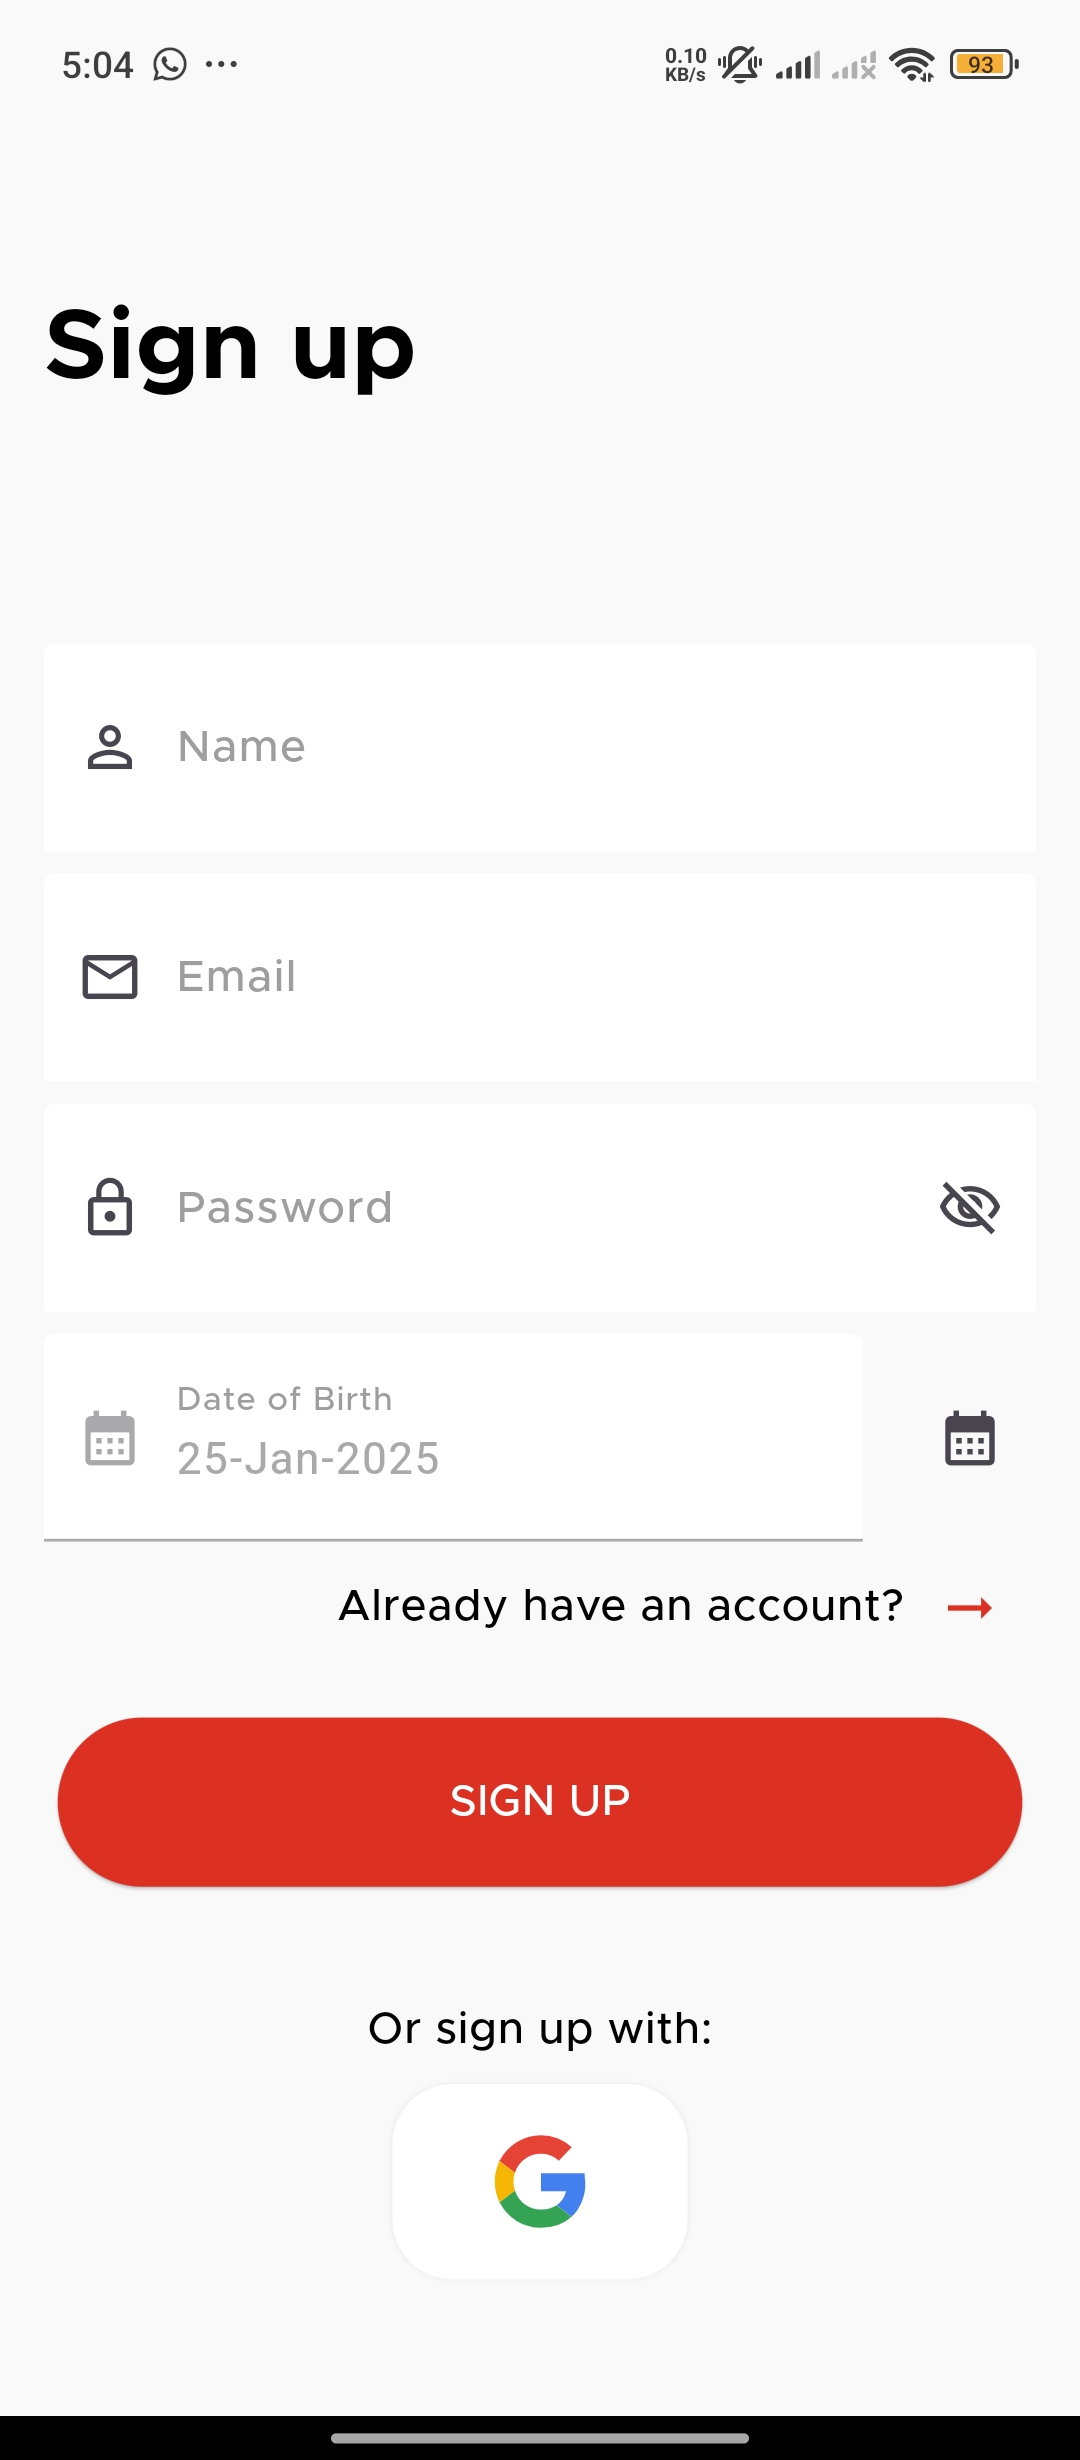 5:04 ... 0.10 KB/s 93
Sign up
Name
Email
Password
Date of Birth
25-Jan-2025
Already have an account?
SIGN UP
Or sign up with: